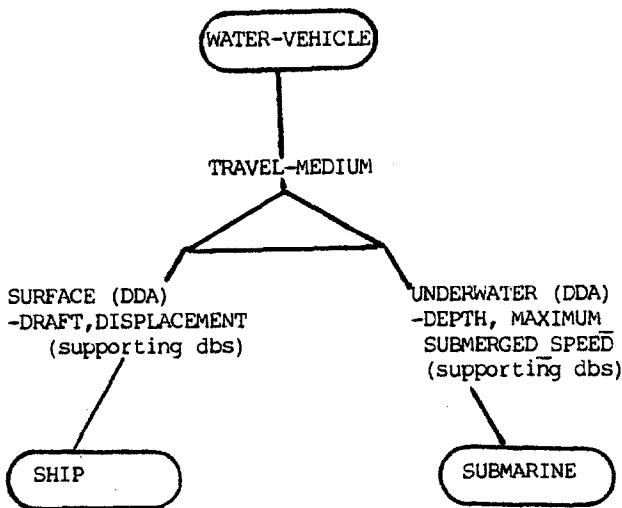 WATER-VEHICLE
TRAVEL-MEDIUM
SURFACE (DDA)
-DRAFT,DISPLACEMENT
(supporting dbs)
UNDERWATER (DDA)
-DEPTH, MAXIMUM
SUBMERGED SPEED
(supporting dbs)
SHIP
SUBMARINE